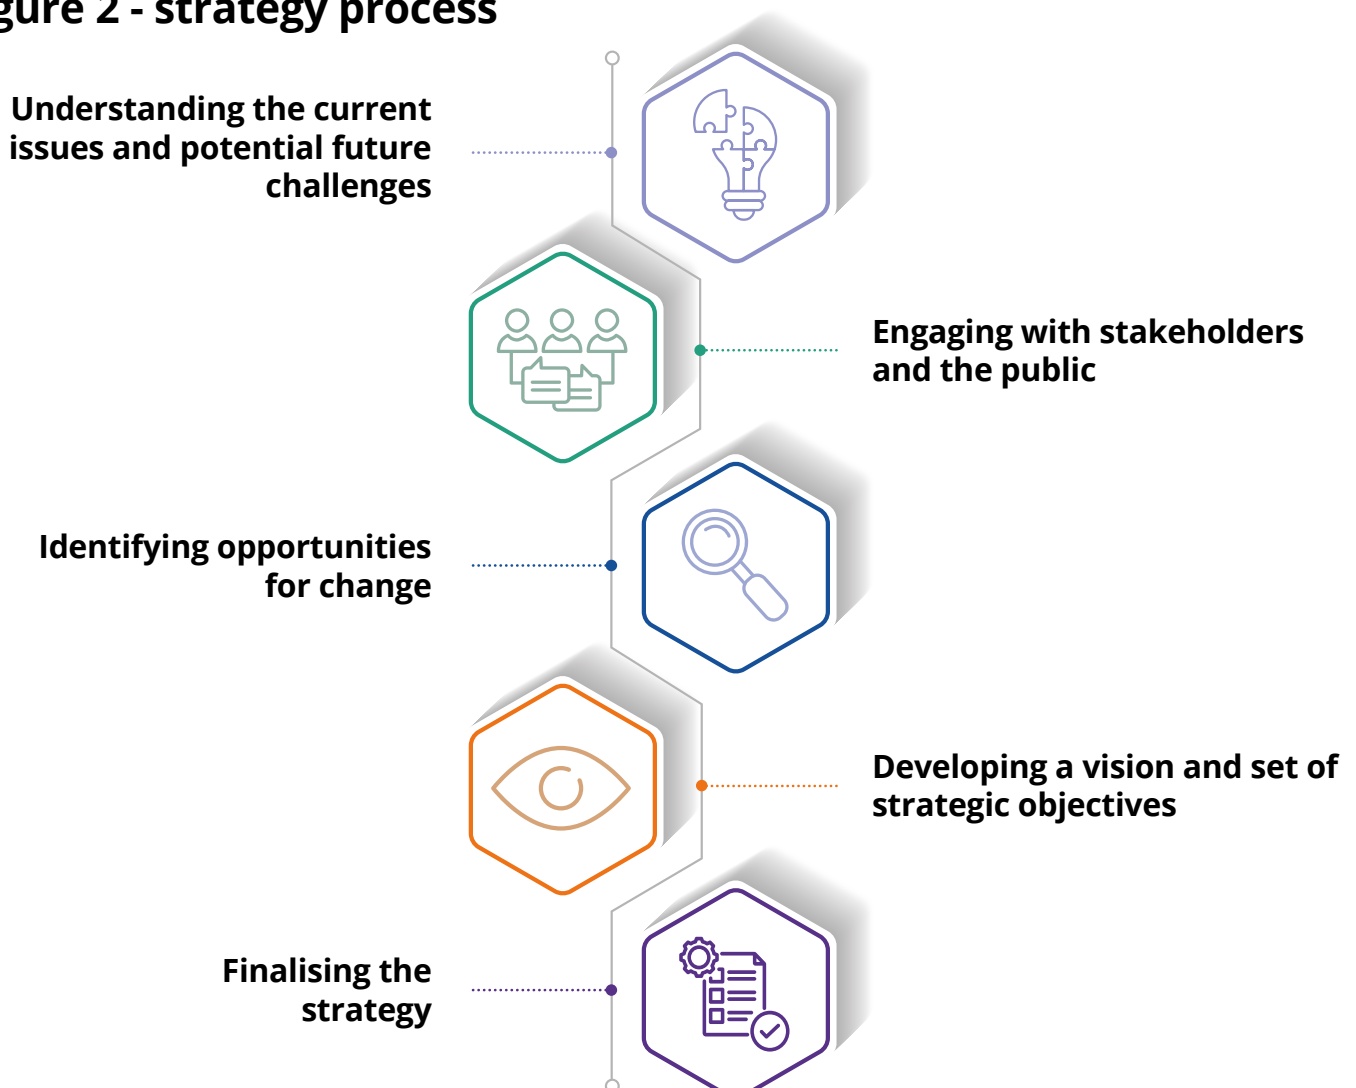 gure 2 - strategy process
Understanding the current
issues and potential future
challenges
Engaging with stakeholders
and the public
Identifying opportunities
for change
Developing a vision and set of
strategic objectives
Finalising the
strategy